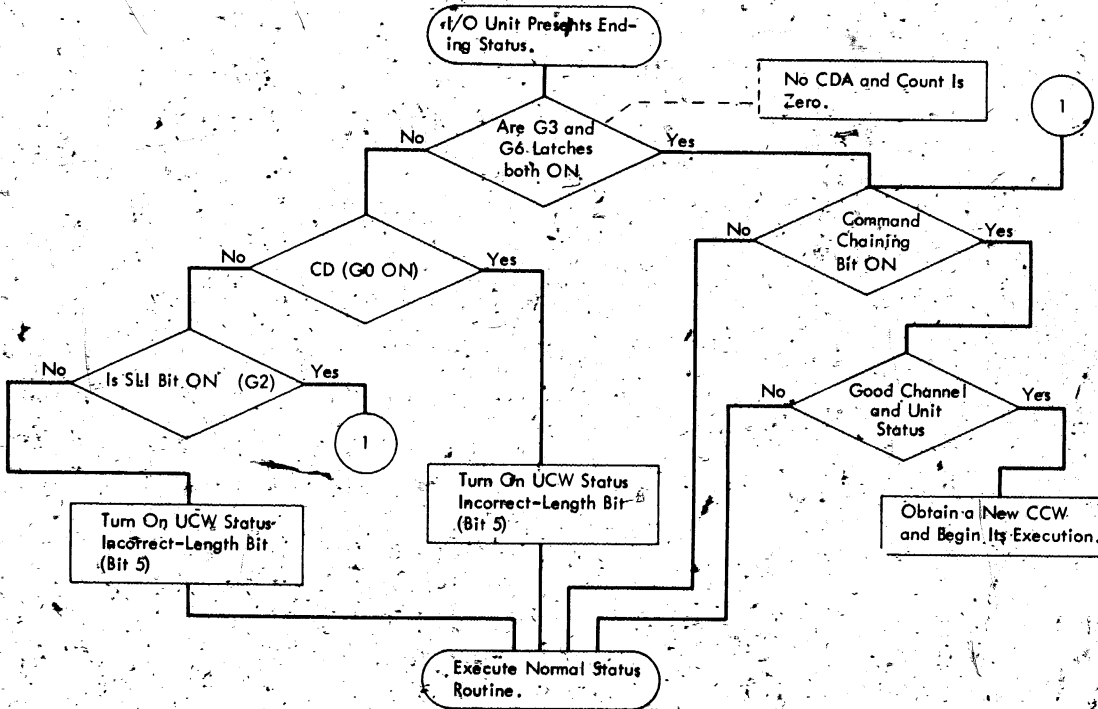 I/O Unit Presents End-
ing Status.
No CDA and Count Is
Zero.
1
Are G3 and
G6 Latches
both ON
No
Yes
Command
Chaining
Bit ON
No
Yes
CD (G0 ON)
No
Yes
Is SLI Bit ON (G2)
No
Yes
1
Good Channel
and Unit
Status
No
Yes
Turn On UCW Status
Incorrect-Length Bit
(Bit 5)
Turn On UCW Status
Incorrect-Length Bit
(Bit 5)
Obtain a New CCW
and Begin Its Execution.
Execute Normal Status
Routine.